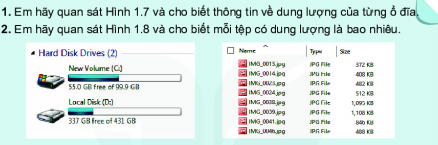 1. Em hãy quan sát Hình 1.7 và cho biết thông tin về dung lượng của từng ổ đĩa.
2. Em hãy quan sát Hình 1.8 và cho biết mỗi tệp có dung lượng là bao nhiêu.
Hard Disk Drives (2)
New Volume (C:)
55.0 GB free of 99.9 GB
Local Disk (D:)
337 GB free of 431 GB
Name Type Size
IMG_0015.jpg JPG File 372 KB
IMG_0014.jpg JPG File 408 KB
IMG_0023.jpg JPG File 482 KB
IMG_0024.jpg JPG File 512 KB
IMG_0038.jpg JPG File 1,095 KB
IMG_0039.jpg JPG File 1,108 KB
IMG_0041.jpg JPG File 846 KB
IMG_0046.jpg JPG File 408 KB